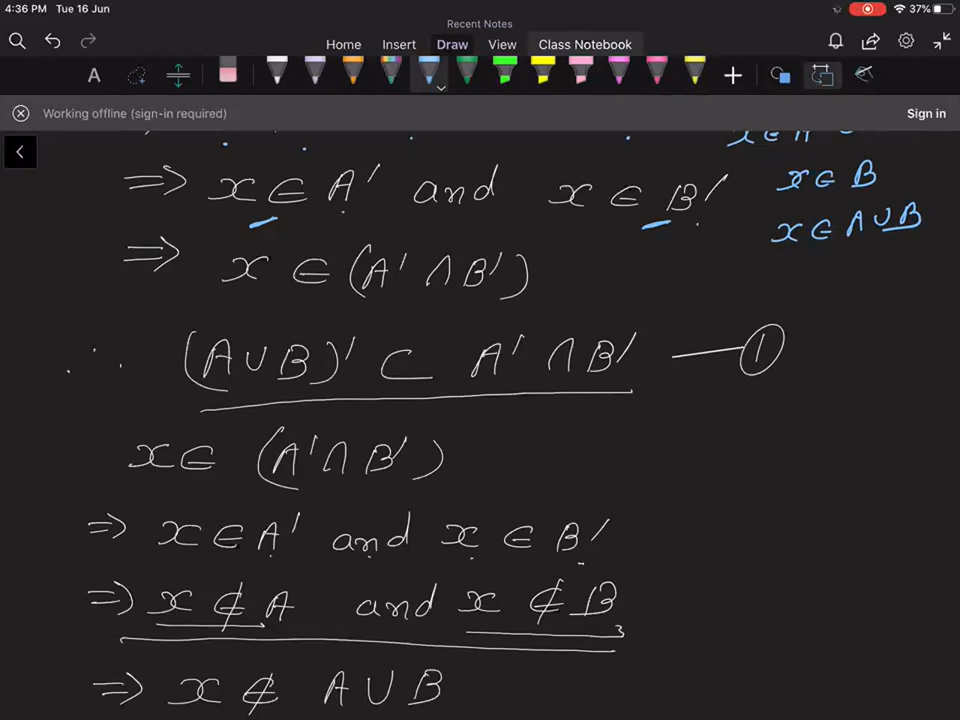 4:36 PM Tue 16 Jun 37%
Recent Notes
Home Insert Draw View Class Notebook
A
Working offline (sign-in required) Sign in
x ∈ A
⇒ x ∈ A' and x ∈ B'
x ∈ B
x ∈ A ∪ B
⇒ x ∈ (A' ∩ B')
∴ (A∪B)' ⊂ A' ∩ B' — ①
x ∈ (A' ∩ B')
⇒ x ∈ A' and x ∈ B'
⇒ x ∉ A and x ∉ B
⇒ x ∉ A ∪ B